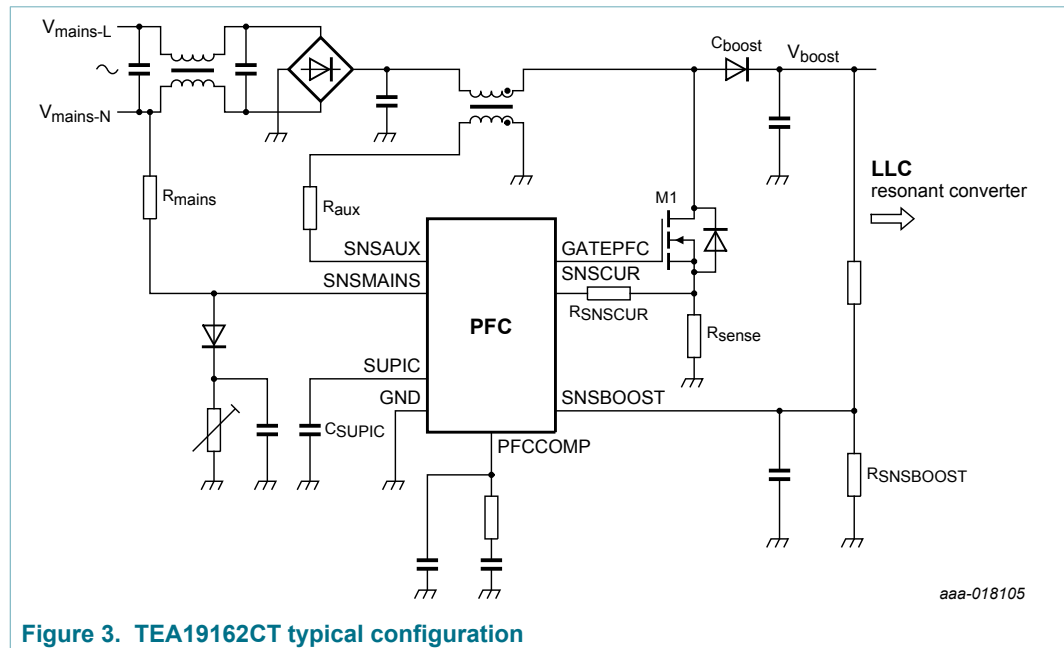 Vmains-L
Cboost
Vboost
Vmains-N
LLC
resonant converter
Rmains
Raux
M1
SNSAUX
GATEPFC
SNSMAINS
SNSCUR
RSNSCUR
PFC
Rsense
SUPIC
GND
SNSBOOST
CSUPIC
PFCCOMP
RSNSBOOST
aaa-018105
Figure 3. TEA19162CT typical configuration